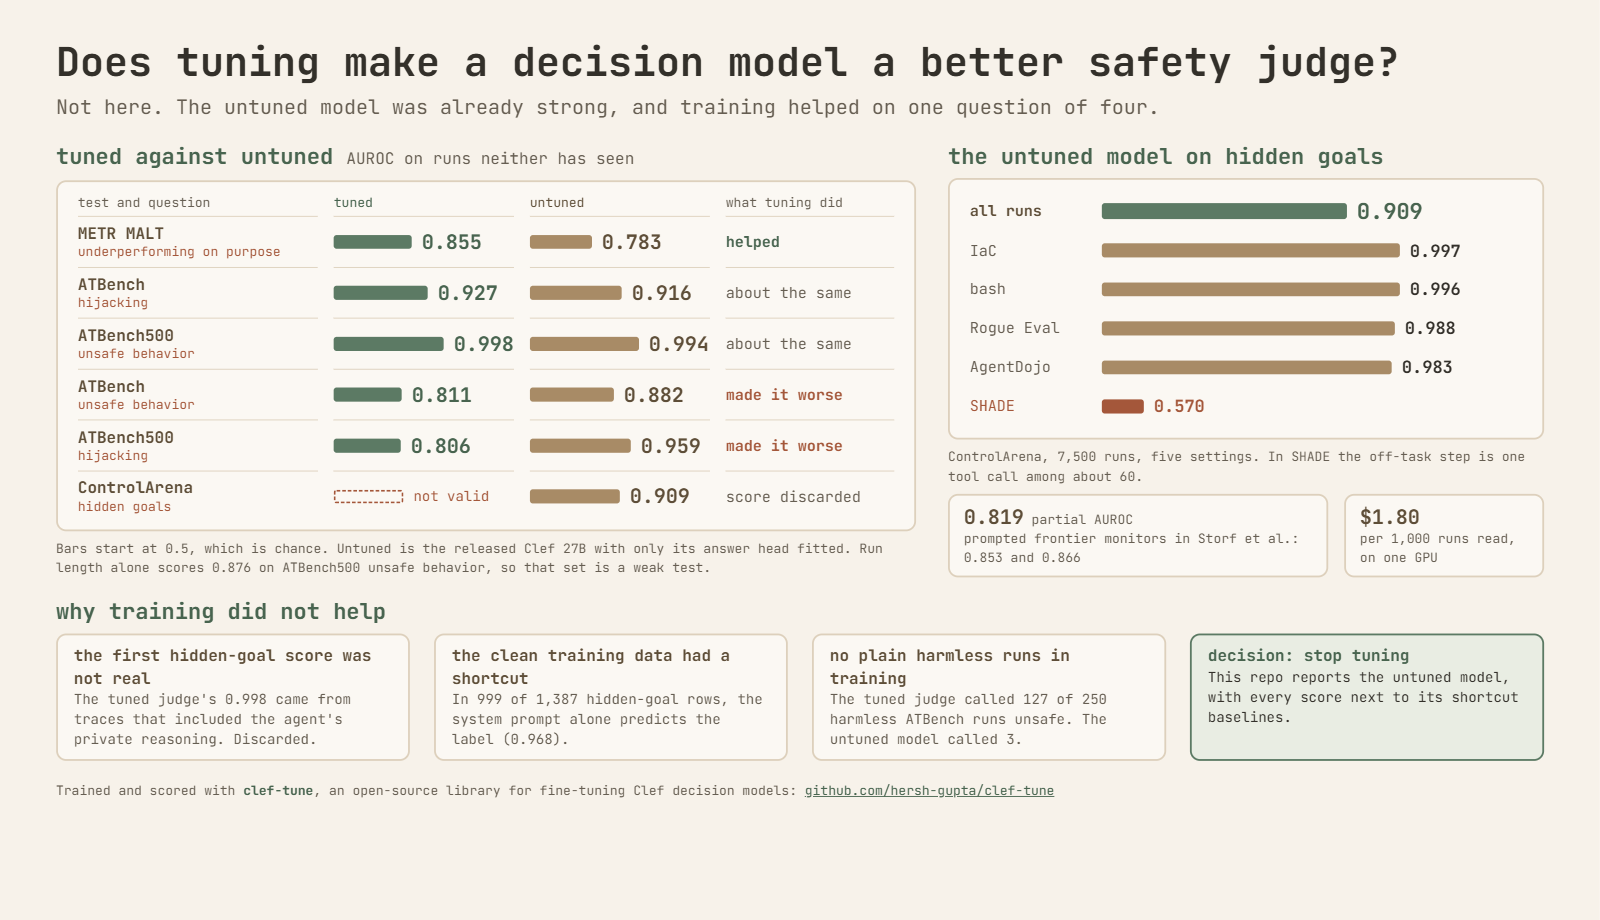 Does tuning make a decision model a better safety judge?
Not here. The untuned model was already strong, and training helped on one question of four.
tuned against untuned AUROC on runs neither has seen
test and question tuned untuned what tuning did
METR MALT
underperforming on purpose
0.855 0.783 helped
ATBench
hijacking
0.927 0.916 about the same
ATBench500
unsafe behavior
0.998 0.994 about the same
ATBench
unsafe behavior
0.811 0.882 made it worse
ATBench500
hijacking
0.806 0.959 made it worse
ControlArena
hidden goals
not valid 0.909 score discarded
Bars start at 0.5, which is chance. Untuned is the released Clef 27B with only its answer head fitted. Run
length alone scores 0.876 on ATBench500 unsafe behavior, so that set is a weak test.
the untuned model on hidden goals
all runs 0.909
IaC 0.997
bash 0.996
Rogue Eval 0.988
AgentDojo 0.983
SHADE 0.570
ControlArena, 7,500 runs, five settings. In SHADE the off-task step is one
tool call among about 60.
0.819 partial AUROC
prompted frontier monitors in Storf et al.:
0.853 and 0.866
$1.80
per 1,000 runs read,
on one GPU
why training did not help
the first hidden-goal score was
not real
The tuned judge's 0.998 came from
traces that included the agent's
private reasoning. Discarded.
the clean training data had a
shortcut
In 999 of 1,387 hidden-goal rows, the
system prompt alone predicts the
label (0.968).
no plain harmless runs in
training
The tuned judge called 127 of 250
harmless ATBench runs unsafe. The
untuned model called 3.
decision: stop tuning
This repo reports the untuned model,
with every score next to its shortcut
baselines.
Trained and scored with clef-tune, an open-source library for fine-tuning Clef decision models: github.com/hersh-gupta/clef-tune